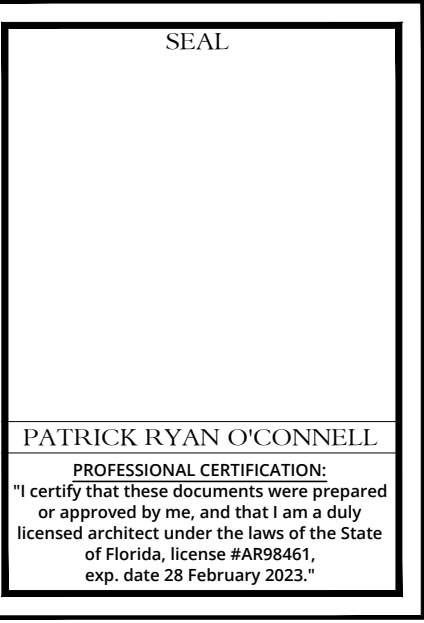 SEAL
PATRICK RYAN O'CONNELL
PROFESSIONAL CERTIFICATION:
"I certify that these documents were prepared
or approved by me, and that I am a duly
licensed architect under the laws of the State
of Florida, license #AR98461,
exp. date 28 February 2023."